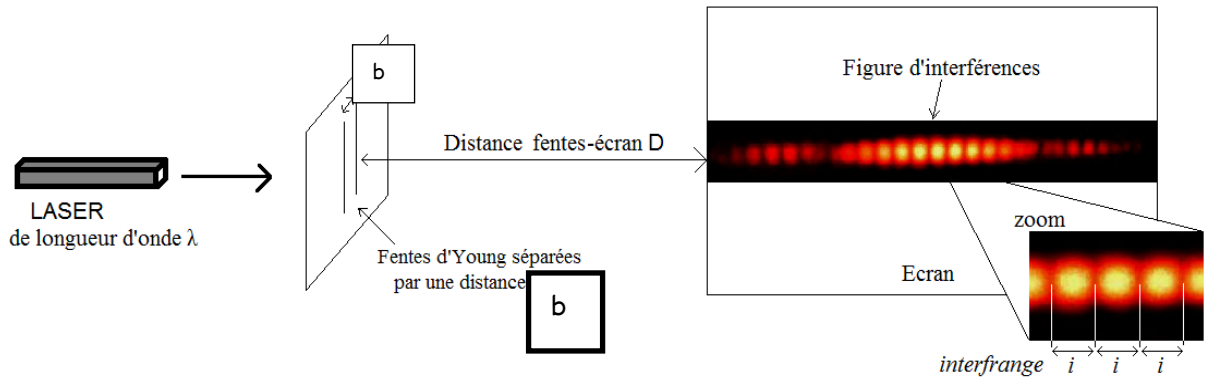 b
Figure d'interférences
Distance fentes-écran D
LASER
de longueur d'onde λ
Fentes d'Young séparées
par une distance
b
zoom
Ecran
interfrange i i i